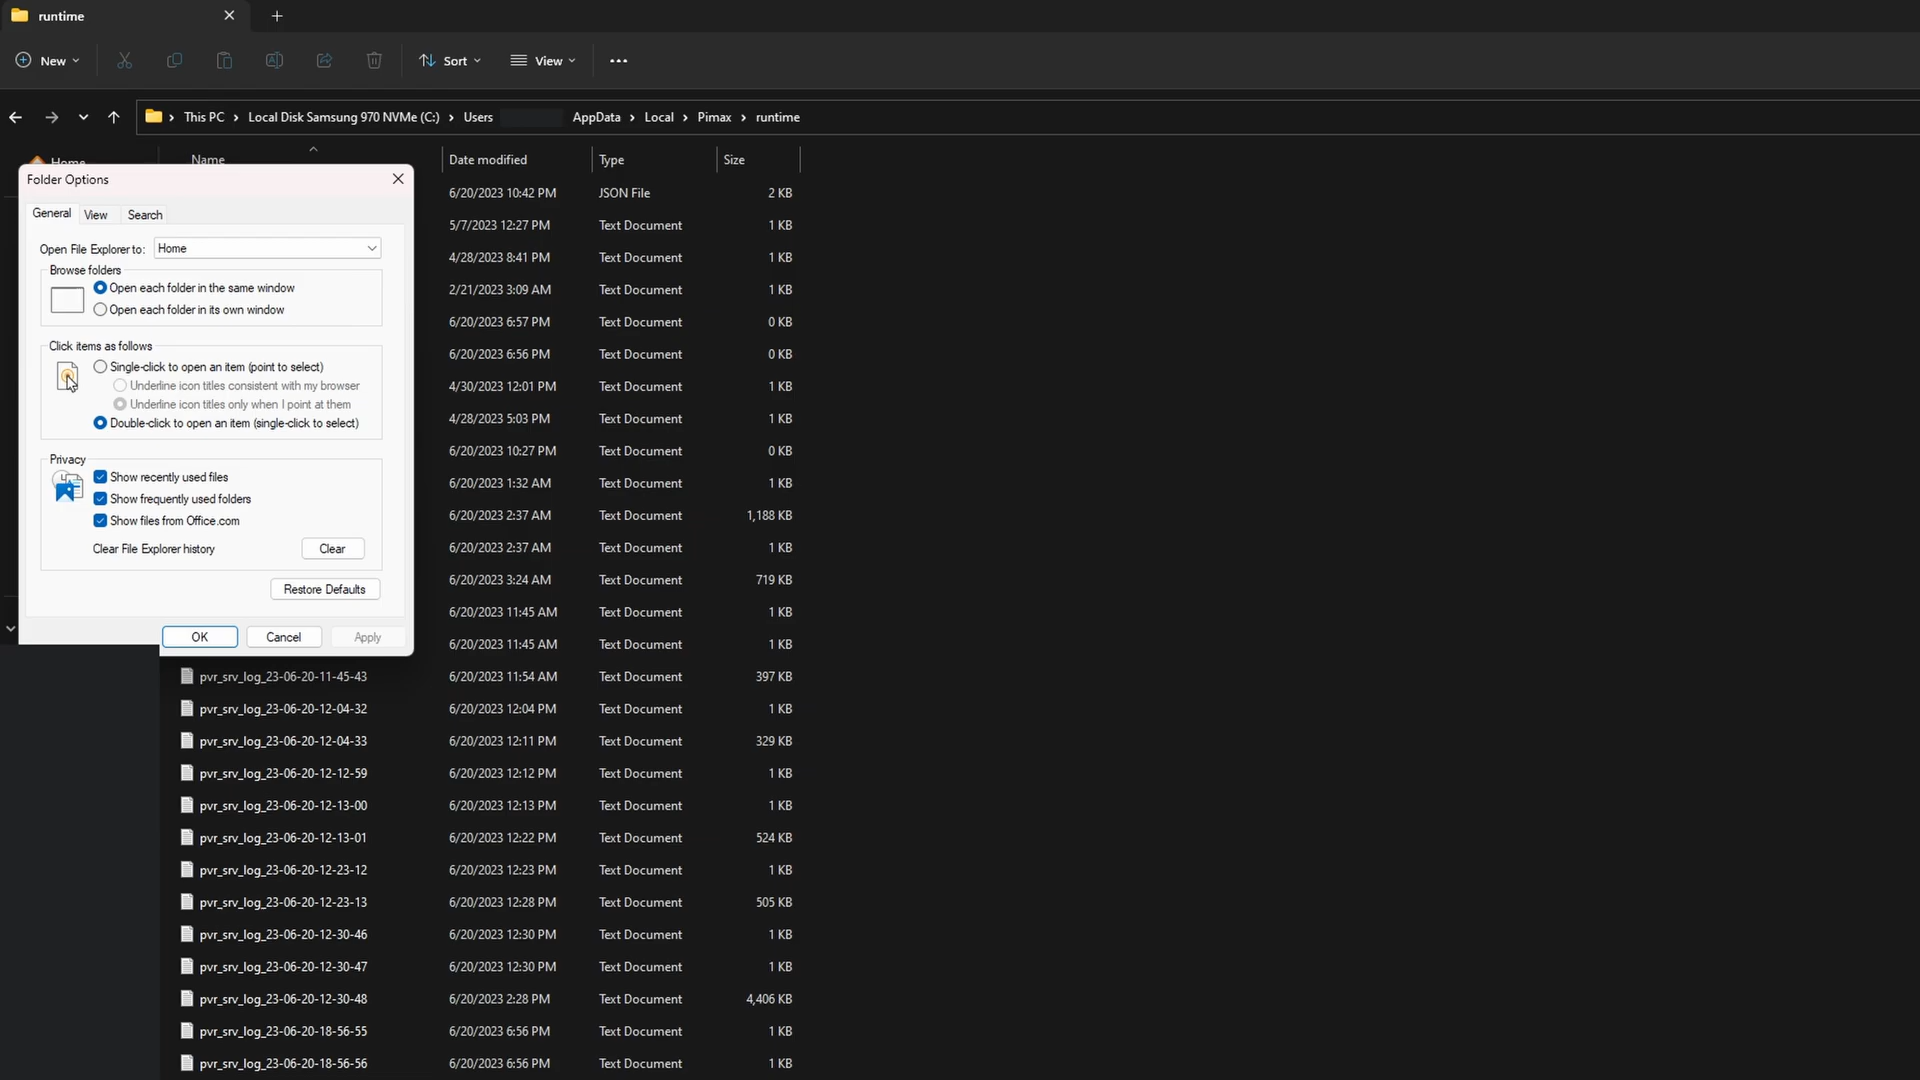 runtime
New
Sort
View
This PC > Local Disk Samsung 970 NVMe (C:) > Users AppData > Local > Pimax > runtime
Home
Name
Date modified
Type
Size
Folder Options
General
View
Search
Open File Explorer to:
Home
Browse folders
Open each folder in the same window
Open each folder in its own window
Click items as follows
Single-click to open an item (point to select)
Underline icon titles consistent with my browser
Underline icon titles only when I point at them
Double-click to open an item (single-click to select)
Privacy
Show recently used files
Show frequently used folders
Show files from Office.com
Clear File Explorer history
Clear
Restore Defaults
OK
Cancel
Apply
6/20/2023 10:42 PM JSON File 2 KB
5/7/2023 12:27 PM Text Document 1 KB
4/28/2023 8:41 PM Text Document 1 KB
2/21/2023 3:09 AM Text Document 1 KB
6/20/2023 6:57 PM Text Document 0 KB
6/20/2023 6:56 PM Text Document 0 KB
4/30/2023 12:01 PM Text Document 1 KB
4/28/2023 5:03 PM Text Document 1 KB
6/20/2023 10:27 PM Text Document 0 KB
6/20/2023 1:32 AM Text Document 1 KB
6/20/2023 2:37 AM Text Document 1,188 KB
6/20/2023 2:37 AM Text Document 1 KB
6/20/2023 3:24 AM Text Document 719 KB
6/20/2023 11:45 AM Text Document 1 KB
6/20/2023 11:45 AM Text Document 1 KB
pvr_srv_log_23-06-20-11-45-43 6/20/2023 11:54 AM Text Document 397 KB
pvr_srv_log_23-06-20-12-04-32 6/20/2023 12:04 PM Text Document 1 KB
pvr_srv_log_23-06-20-12-04-33 6/20/2023 12:11 PM Text Document 329 KB
pvr_srv_log_23-06-20-12-12-59 6/20/2023 12:12 PM Text Document 1 KB
pvr_srv_log_23-06-20-12-13-00 6/20/2023 12:13 PM Text Document 1 KB
pvr_srv_log_23-06-20-12-13-01 6/20/2023 12:22 PM Text Document 524 KB
pvr_srv_log_23-06-20-12-23-12 6/20/2023 12:23 PM Text Document 1 KB
pvr_srv_log_23-06-20-12-23-13 6/20/2023 12:28 PM Text Document 505 KB
pvr_srv_log_23-06-20-12-30-46 6/20/2023 12:30 PM Text Document 1 KB
pvr_srv_log_23-06-20-12-30-47 6/20/2023 12:30 PM Text Document 1 KB
pvr_srv_log_23-06-20-12-30-48 6/20/2023 2:28 PM Text Document 4,406 KB
pvr_srv_log_23-06-20-18-56-55 6/20/2023 6:56 PM Text Document 1 KB
pvr_srv_log_23-06-20-18-56-56 6/20/2023 6:56 PM Text Document 1 KB